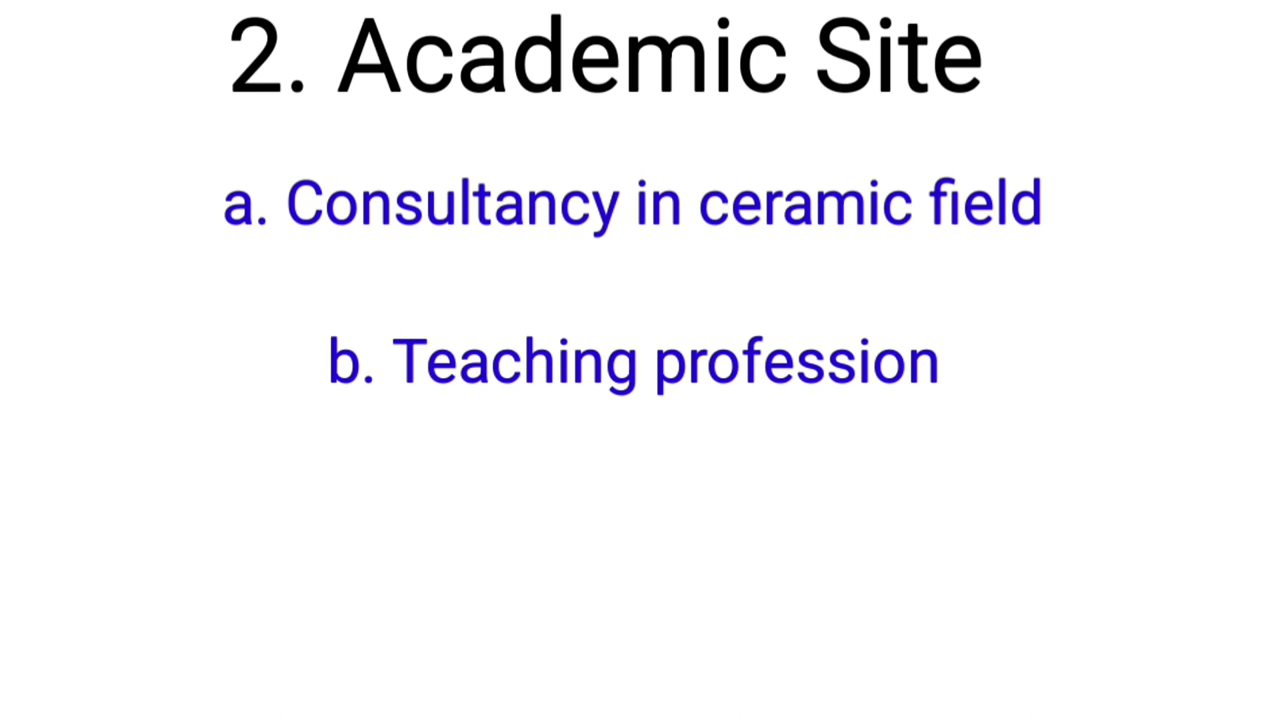 2. Academic Site
a. Consultancy in ceramic field
b. Teaching profession